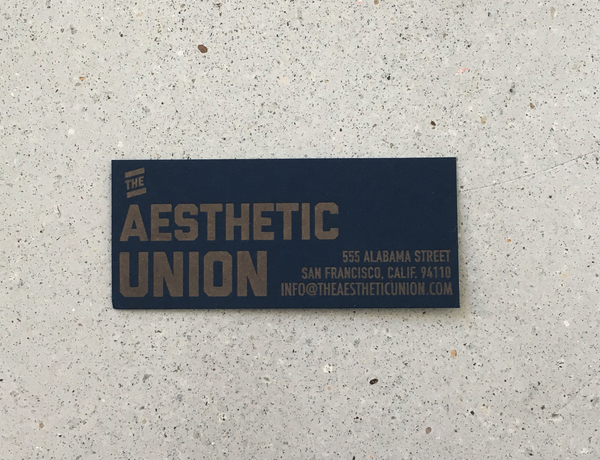 THE
AESTHETIC
UNION
555 ALABAMA STREET
SAN FRANCISCO, CALIF. 94110
INFO@THEAESTHETICUNION.COM